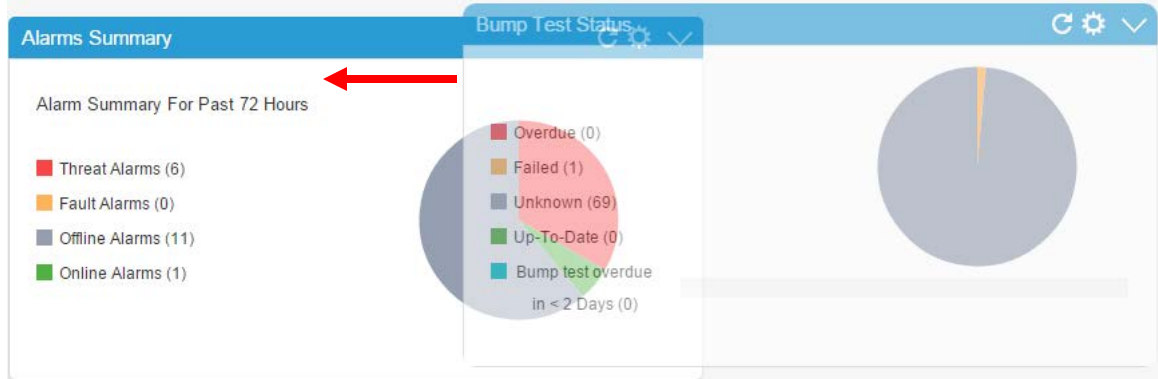 Alarms Summary
Alarm Summary For Past 72 Hours
Threat Alarms (6)
Fault Alarms (0)
Offline Alarms (11)
Online Alarms (1)
Bump Test Status
Overdue (0)
Failed (1)
Unknown (69)
Up-To-Date (0)
Bump test overdue
in < 2 Days (0)